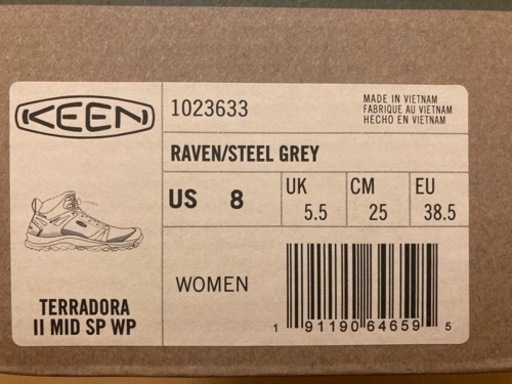 KEEN
1023633
MADE IN VIETNAM
FABRIQUE AU VIETNAM
HECHO EN VIETNAM
RAVEN/STEEL GREY
US 8
UK 5.5
CM 25
EU 38.5
WOMEN
TERRADORA
II MID SP WP
1 91190 64659 5